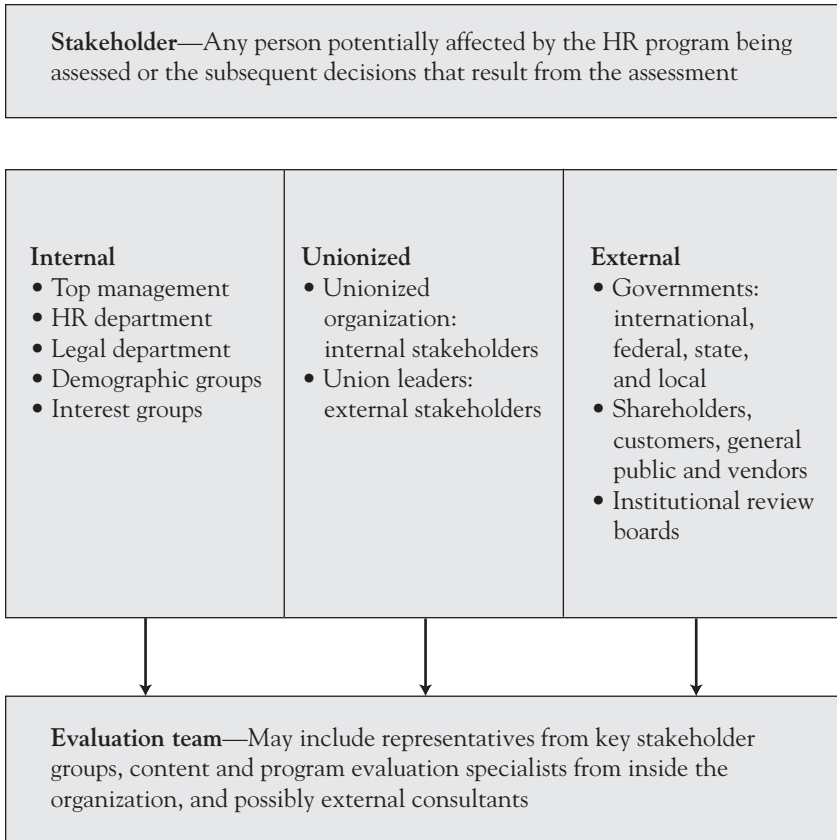 Stakeholder—Any person potentially affected by the HR program being
assessed or the subsequent decisions that result from the assessment
Internal
• Top management
• HR department
• Legal department
• Demographic groups
• Interest groups
Unionized
• Unionized
organization:
internal stakeholders
• Union leaders:
external stakeholders
External
• Governments:
international,
federal, state,
and local
• Shareholders,
customers, general
public and vendors
• Institutional review
boards
Evaluation team—May include representatives from key stakeholder
groups, content and program evaluation specialists from inside the
organization, and possibly external consultants